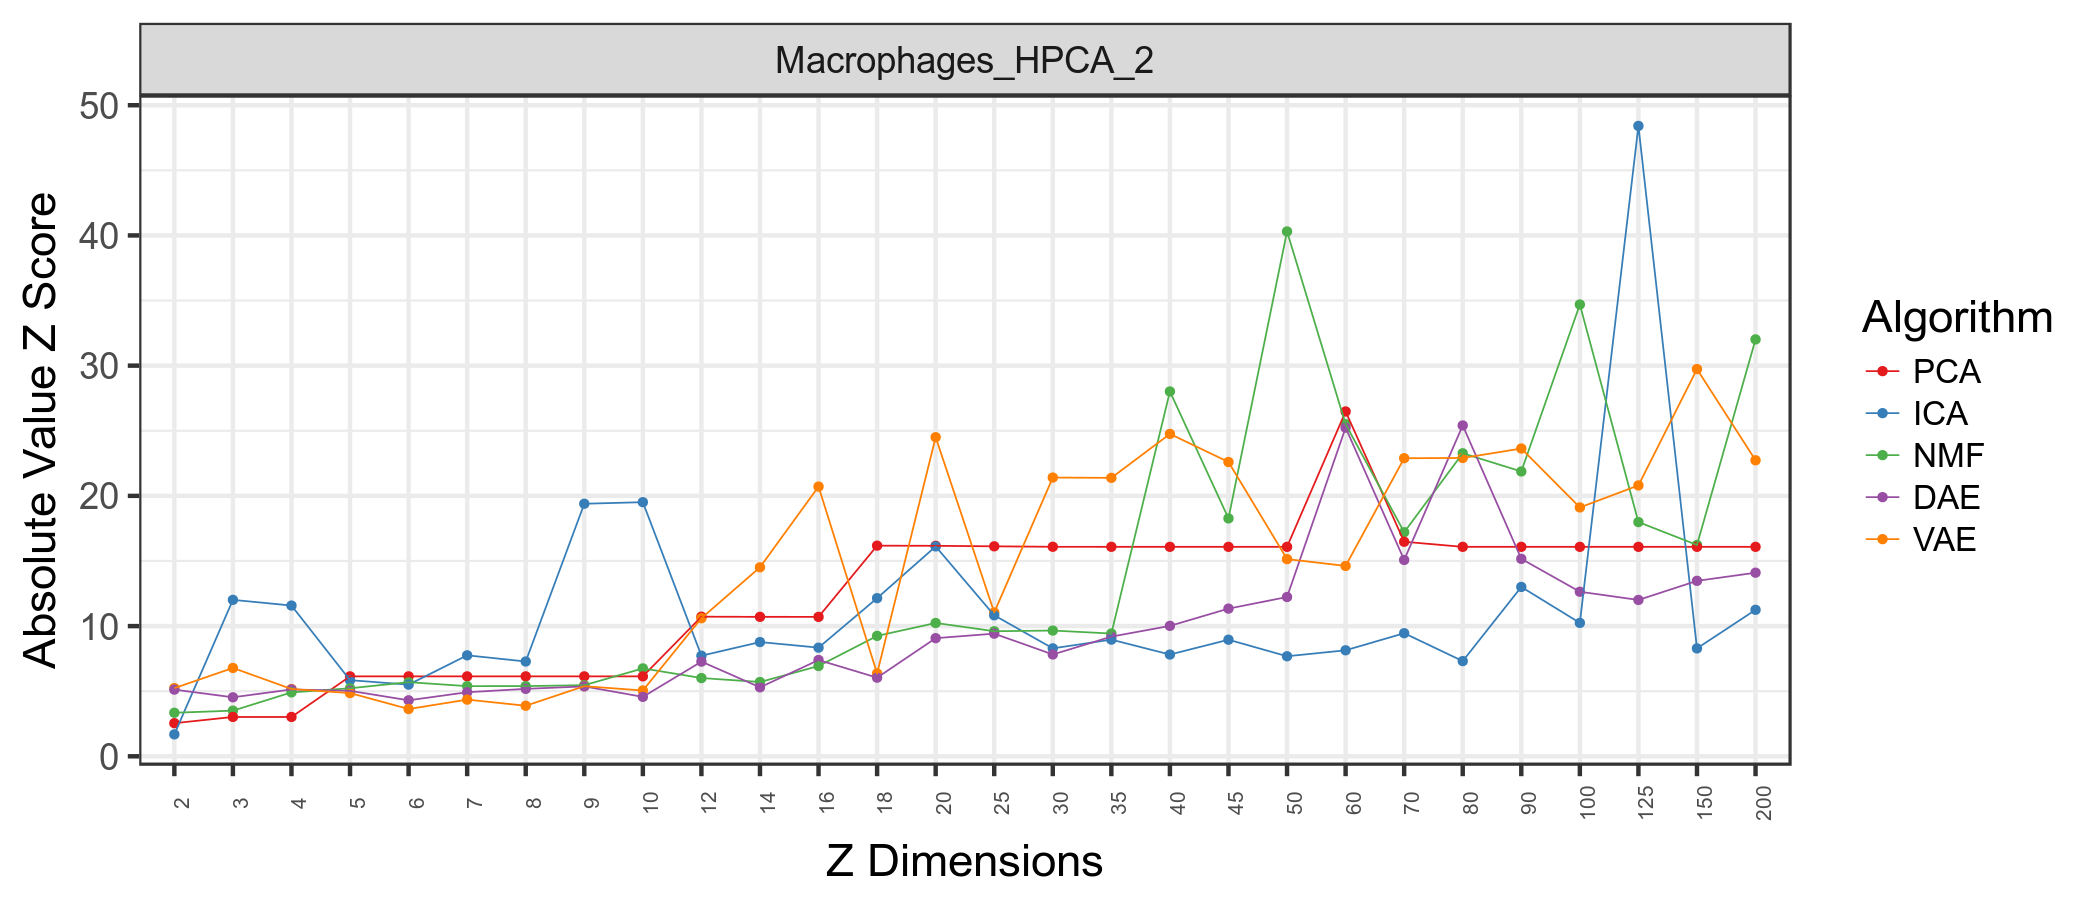 Macrophages_HPCA_2
Absolute Value Z Score
50
40
30
20
10
0
2 3 4 5 6 7 8 9 10 12 14 16 18 20 25 30 35 40 45 50 60 70 80 90 100 125 150 200
Z Dimensions
Algorithm
PCA
ICA
NMF
DAE
VAE